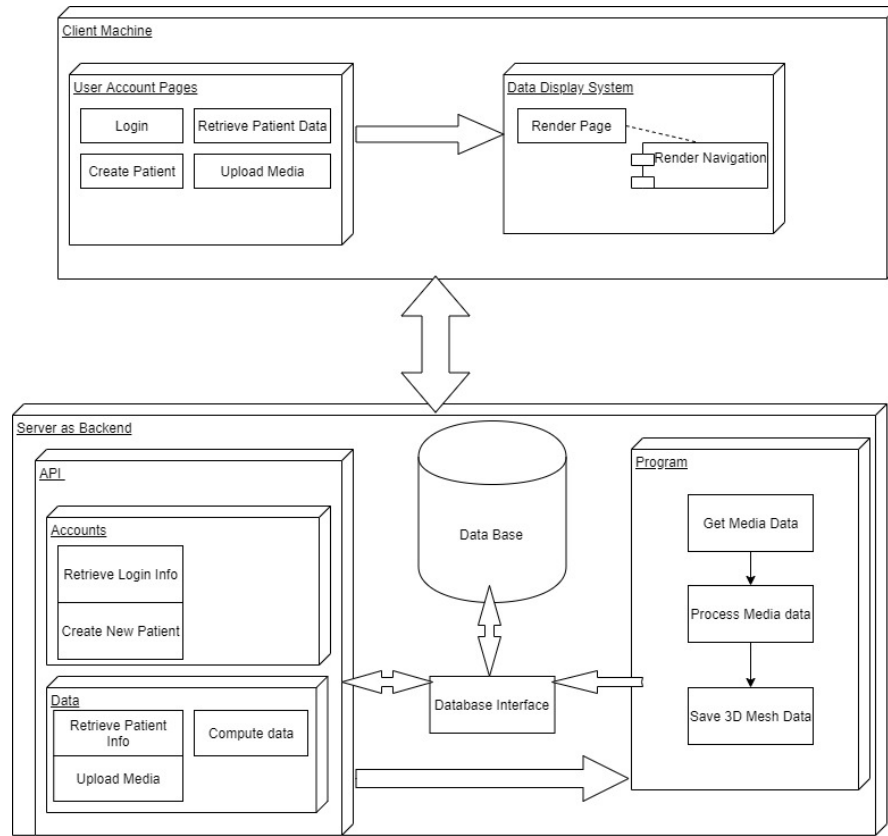 Client Machine
User Account Pages
Login
Retrieve Patient Data
Create Patient
Upload Media
Data Display System
Render Page
Render Navigation
Server as Backend
API
Accounts
Retrieve Login Info
Create New Patient
Data
Retrieve Patient
Info
Upload Media
Compute data
Data Base
Database Interface
Program
Get Media Data
Process Media data
Save 3D Mesh Data